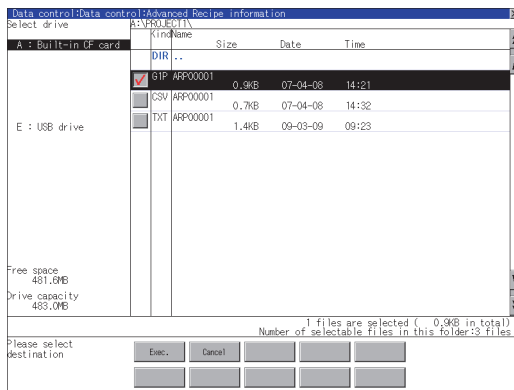 Data control:Data control:Advanced Recipe information
Select drive
A:\PROJECT1\
A : Built-in CF card
Kind Name
Size Date Time
DIR ..
G1P ARP00001
0.9KB 07-04-08 14:21
CSV ARP00001
0.7KB 07-04-08 14:32
TXT ARP00001
1.4KB 09-03-09 09:23
E : USB drive
Free space
481.6MB
Drive capacity
483.0MB
1 files are selected ( 0.9KB in total)
Number of selectable files in this folder:3 files
Please select
destination
Exec. Cancel